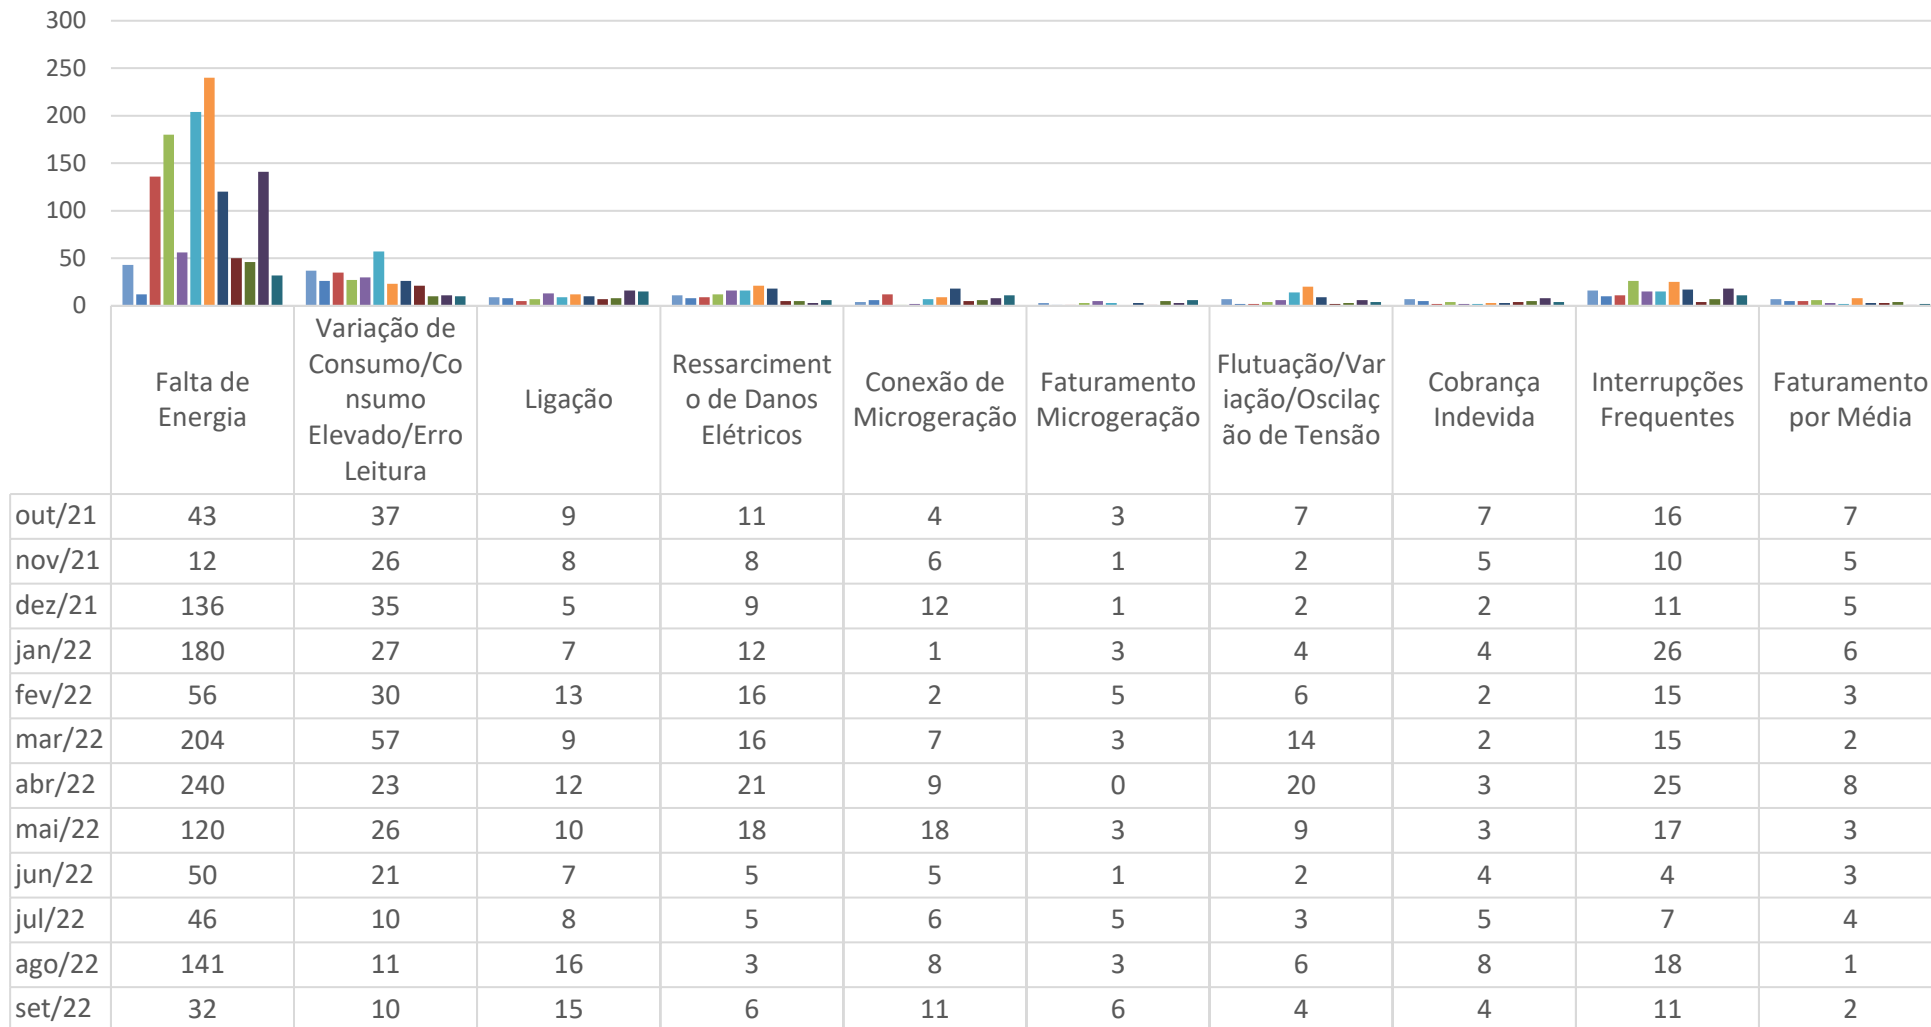 300
250
200
150
100
50
0
Falta de
Energia
Variação de
Consumo/Co
nsumo
Elevado/Erro
Leitura
Ligação
Ressarciment
o de Danos
Elétricos
Conexão de
Microgeração
Faturamento
Microgeração
Flutuação/Var
iação/Oscilaç
ão de Tensão
Cobrança
Indevida
Interrupções
Frequentes
Faturamento
por Média
out/21 43 37 9 11 4 3 7 7 16 7
nov/21 12 26 8 8 6 1 2 5 10 5
dez/21 136 35 5 9 12 1 2 2 11 5
jan/22 180 27 7 12 1 3 4 4 26 6
fev/22 56 30 13 16 2 5 6 2 15 3
mar/22 204 57 9 16 7 3 14 2 15 2
abr/22 240 23 12 21 9 0 20 3 25 8
mai/22 120 26 10 18 18 3 9 3 17 3
jun/22 50 21 7 5 5 1 2 4 4 3
jul/22 46 10 8 5 6 5 3 5 7 4
ago/22 141 11 16 3 8 3 6 8 18 1
set/22 32 10 15 6 11 6 4 4 11 2